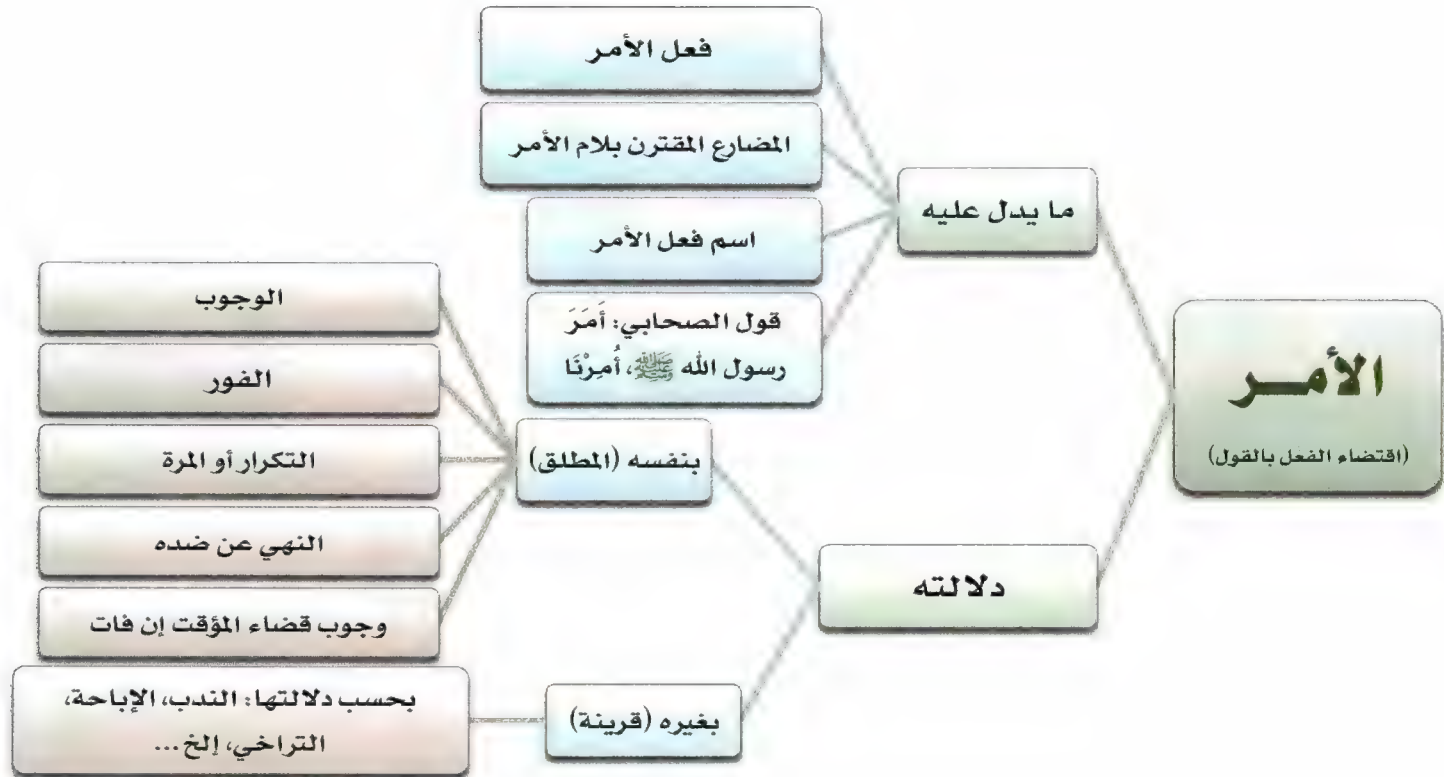 الأمــر
(اقتضاء الفعل بالقول)
ما يدل عليه
فعل الأمر
المضارع المقترن بلام الأمر
اسم فعل الأمر
قول الصحابي: أَمَرَ
رسول الله ﷺ، أُمِرْنَا
دلالته
بنفسه (المطلق)
الوجوب
الفور
التكرار أو المرة
النهي عن ضده
وجوب قضاء المؤقت إن فات
بغيره (قرينة)
بحسب دلالتها: الندب، الإباحة،
التراخي، إلخ...